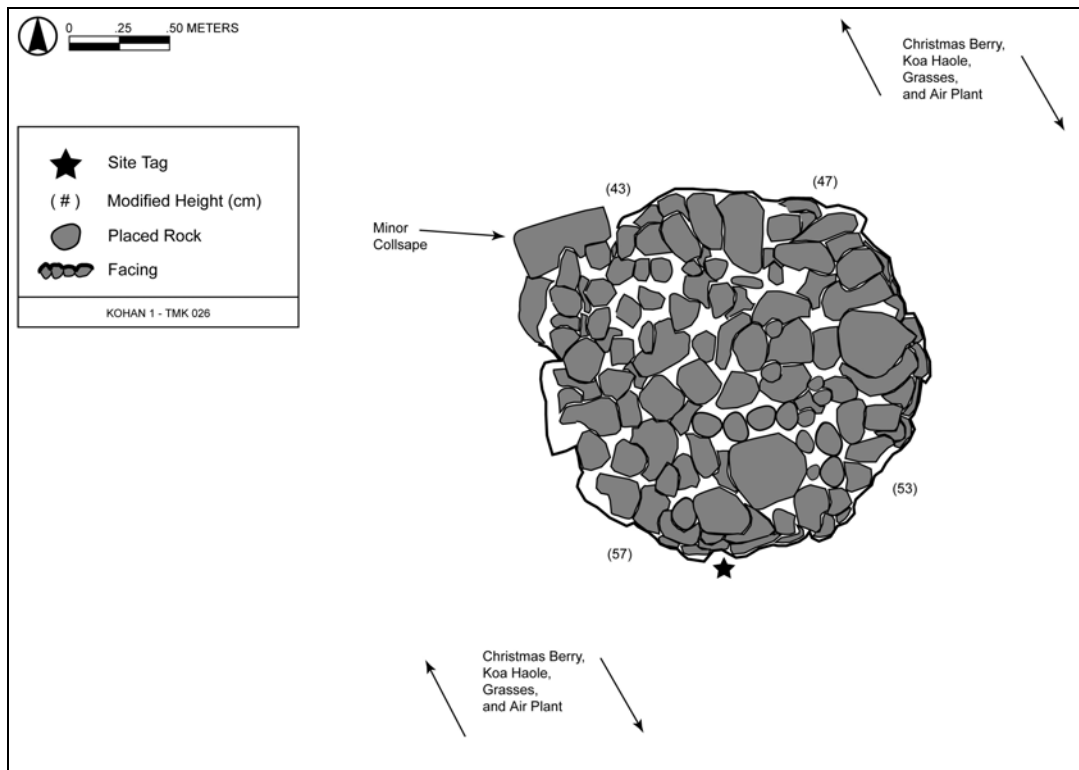 0 .25 .50 METERS
Christmas Berry,
Koa Haole,
Grasses,
and Air Plant
Site Tag
( # ) Modified Height (cm)
Placed Rock
Facing
KOHAN 1 - TMK 026
(43)
(47)
Minor
Collsape
(53)
(57)
Christmas Berry,
Koa Haole,
Grasses,
and Air Plant